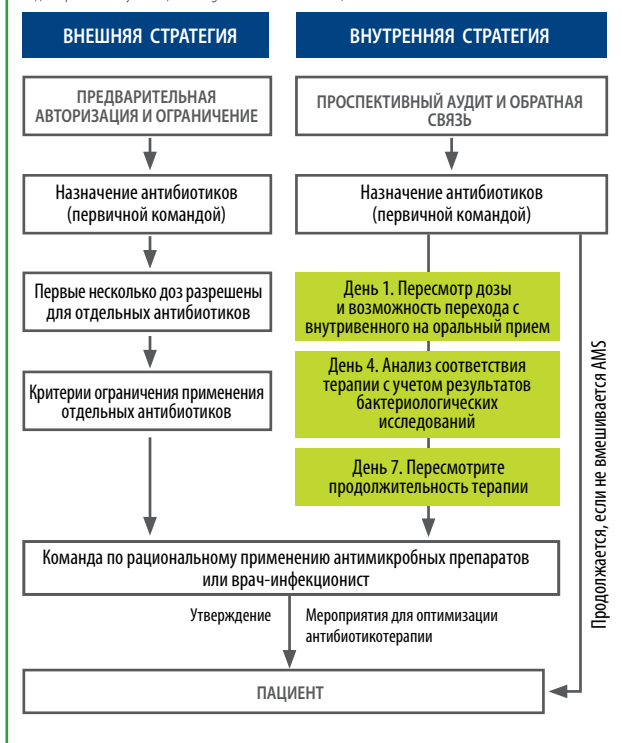 ВНЕШНЯЯ СТРАТЕГИЯ
ВНУТРЕННЯЯ СТРАТЕГИЯ
ПРЕДВАРИТЕЛЬНАЯ
АВТОРИЗАЦИЯ И ОГРАНИЧЕНИЕ
ПРОСПЕКТИВНЫЙ АУДИТ И ОБРАТНАЯ
СВЯЗЬ
Назначение антибиотиков
(первичной командой)
Назначение антибиотиков
(первичной командой)
Первые несколько доз разрешены
для отдельных антибиотиков
День 1. Пересмотр дозы
и возможность перехода с
внутривенного на оральный прием
Критерии ограничения применения
отдельных антибиотиков
День 4. Анализ соответствия
терапии с учетом результатов
бактериологических
исследований
День 7. Пересмотрите
продолжительность терапии
Продолжается, если не вмешивается AMS
Команда по рациональному применению антимикробных препаратов
или врач-инфекционист
Утверждение
Мероприятия для оптимизации
антибиотикотерапии
ПАЦИЕНТ